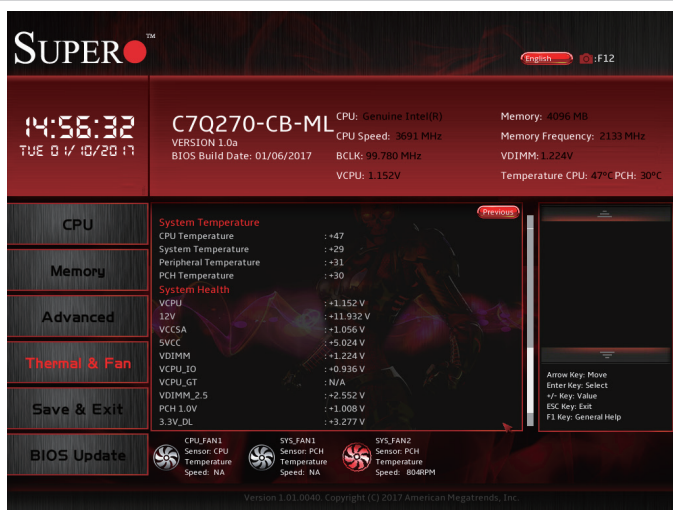 SUPER
TM
English
:F12
14:56:32
TUE 01/10/2017
C7Q270-CB-ML
VERSION 1.0a
BIOS Build Date: 01/06/2017
CPU: Genuine Intel(R)
CPU Speed: 3691 MHz
BCLK: 99.780 MHz
VCPU: 1.152V
Memory: 4096 MB
Memory Frequency: 2133 MHz
VDIMM: 1.224V
Temperature CPU: 47°C PCH: 30°C
CPU
Memory
Advanced
Thermal & Fan
Save & Exit
BIOS Update
Previous
System Temperature
CPU Temperature : +47
System Temperature : +29
Peripheral Temperature : +31
PCH Temperature : +30
System Health
VCPU : +1.152 V
12V : +11.932 V
VCCSA : +1.056 V
5VCC : +5.024 V
VDIMM : +1.224 V
VCPU_IO : +0.936 V
VCPU_GT : N/A
VDIMM_2.5 : +2.552 V
PCH 1.0V : +1.008 V
3.3V_DL : +3.277 V
Arrow Key: Move
Enter Key: Select
+/- Key: Value
ESC Key: Exit
F1 Key: General Help
CPU_FAN1
Sensor: CPU
Temperature
Speed: NA
SYS_FAN1
Sensor: PCH
Temperature
Speed: NA
SYS_FAN2
Sensor: PCH
Temperature
Speed: 804RPM
Version 1.01.0040. Copyright (C) 2017 American Megatrends, Inc.